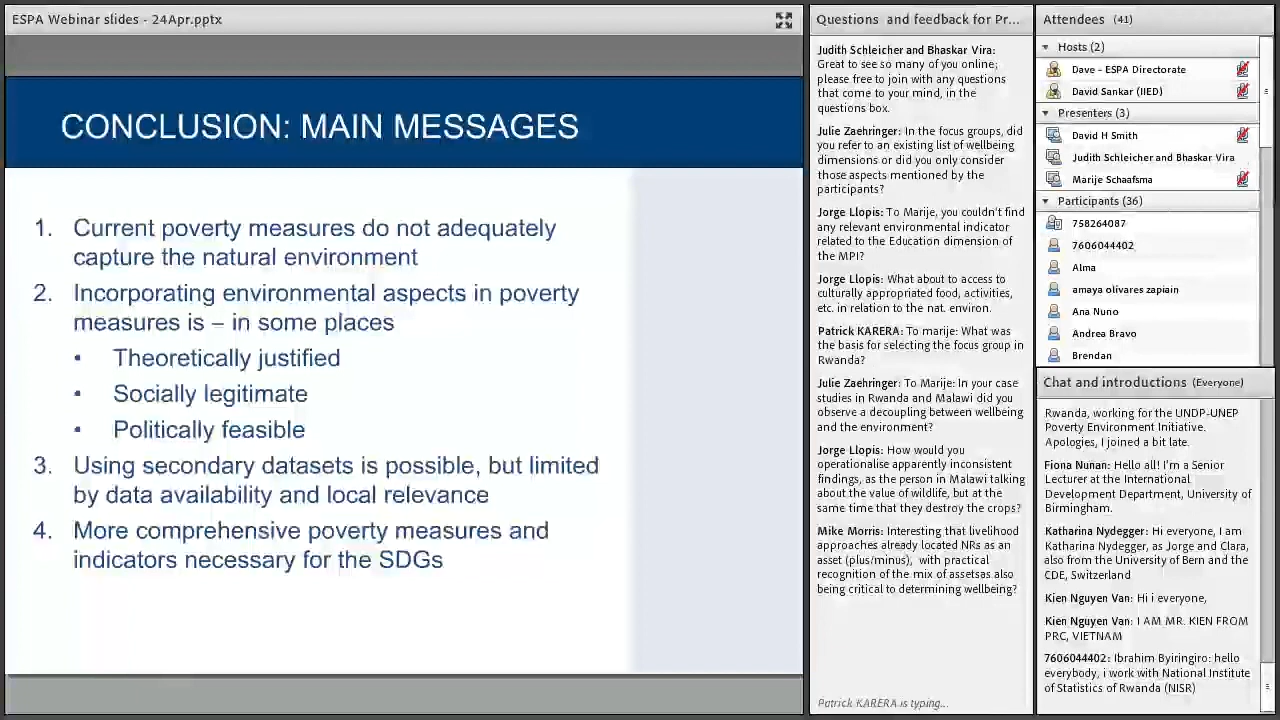 ESPA Webinar slides - 24Apr.pptx
CONCLUSION: MAIN MESSAGES
1. Current poverty measures do not adequately
capture the natural environment
2. Incorporating environmental aspects in poverty
measures is – in some places
• Theoretically justified
• Socially legitimate
• Politically feasible
3. Using secondary datasets is possible, but limited
by data availability and local relevance
4. More comprehensive poverty measures and
indicators necessary for the SDGs
Questions and feedback for Pr...
Judith Schleicher and Bhaskar Vira:
Great to see so many of you online;
please free to join with any questions
that come to your mind, in the
questions box.
Julie Zaehringer: In the focus groups, did
you refer to an existing list of wellbeing
dimensions or did you only consider
those aspects mentioned by the
participants?
Jorge Llopis: To Marije, you couldn't find
any relevant environmental indicator
related to the Education dimension of
the MPI?
Jorge Llopis: What about to access to
culturally appropriated food, activities,
etc. in relation to the nat. environ.
Patrick KARERA: To marije: What was
the basis for selecting the focus group in
Rwanda?
Julie Zaehringer: To Marije: In your case
studies in Rwanda and Malawi did you
observe a decoupling between wellbeing
and the environment?
Jorge Llopis: How would you
operationalise apparently inconsistent
findings, as the person in Malawi talking
about the value of wildlife, but at the
same time that they destroy the crops?
Mike Morris: Interesting that livelihood
approaches already located NRs as an
asset (plus/minus), with practical
recognition of the mix of assetsas also
being critical to determining wellbeing?
Patrick KARERA is typing...
Attendees (41)
Hosts (2)
Dave - ESPA Directorate
David Sankar (IIED)
Presenters (3)
David H Smith
Judith Schleicher and Bhaskar Vira
Marije Schaafsma
Participants (36)
758264087
7606044402
Alma
amaya olivares zapiain
Ana Nuno
Andrea Bravo
Brendan
Chat and introductions (Everyone)
Rwanda, working for the UNDP-UNEP
Poverty Environment Initiative.
Apologies, I joined a bit late.
Fiona Nunan: Hello all! I'm a Senior
Lecturer at the International
Development Department, University of
Birmingham.
Katharina Nydegger: Hi everyone, I am
Katharina Nydegger, as Jorge and Clara,
also from the University of Bern and the
CDE, Switzerland
Kien Nguyen Van: Hi i everyone,
Kien Nguyen Van: I AM MR. KIEN FROM
PRC, VIETNAM
7606044402: Ibrahim Byiringiro: hello
everybody, i work with National Institute
of Statistics of Rwanda (NISR)